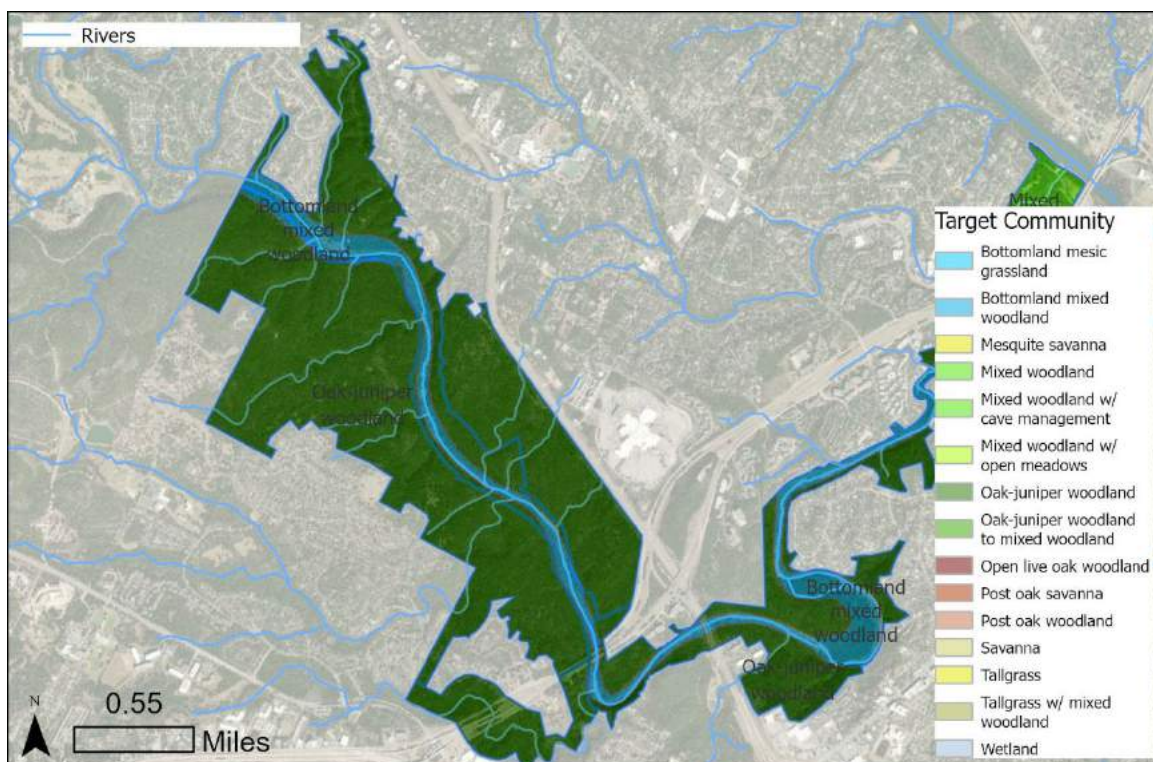 Rivers
Bottomland
mixed
woodland
Mixed
Oak-juniper
woodland
Bottomland
mixed
woodland
Oak-juniper
woodland
Target Community
Bottomland mesic
grassland
Bottomland mixed
woodland
Mesquite savanna
Mixed woodland
Mixed woodland w/
cave management
Mixed woodland w/
open meadows
Oak-juniper woodland
Oak-juniper woodland
to mixed woodland
Open live oak woodland
Post oak savanna
Post oak woodland
Savanna
Tallgrass
Tallgrass w/ mixed
woodland
Wetland
N
0.55
Miles